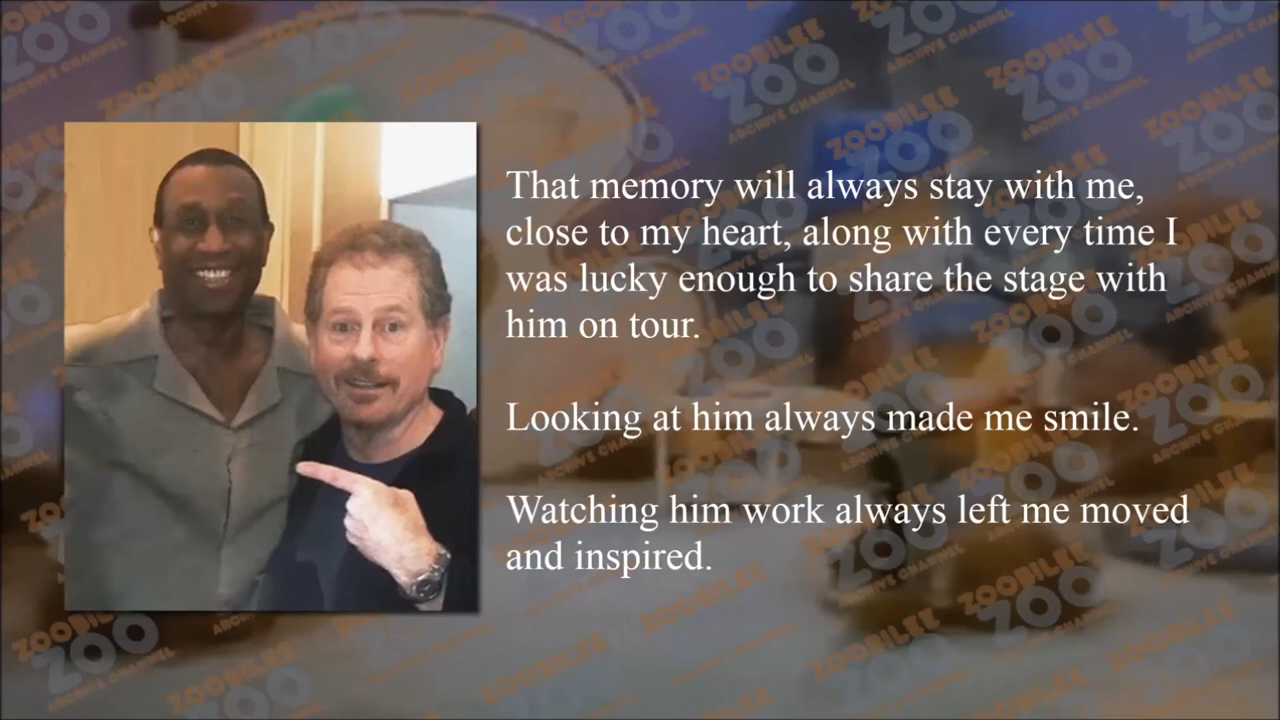 That memory will always stay with me,
close to my heart, along with every time I
was lucky enough to share the stage with
him on tour.
Looking at him always made me smile.
Watching him work always left me moved
and inspired.
ZOOBILEE
ZOO
ARCHIVE CHANNEL